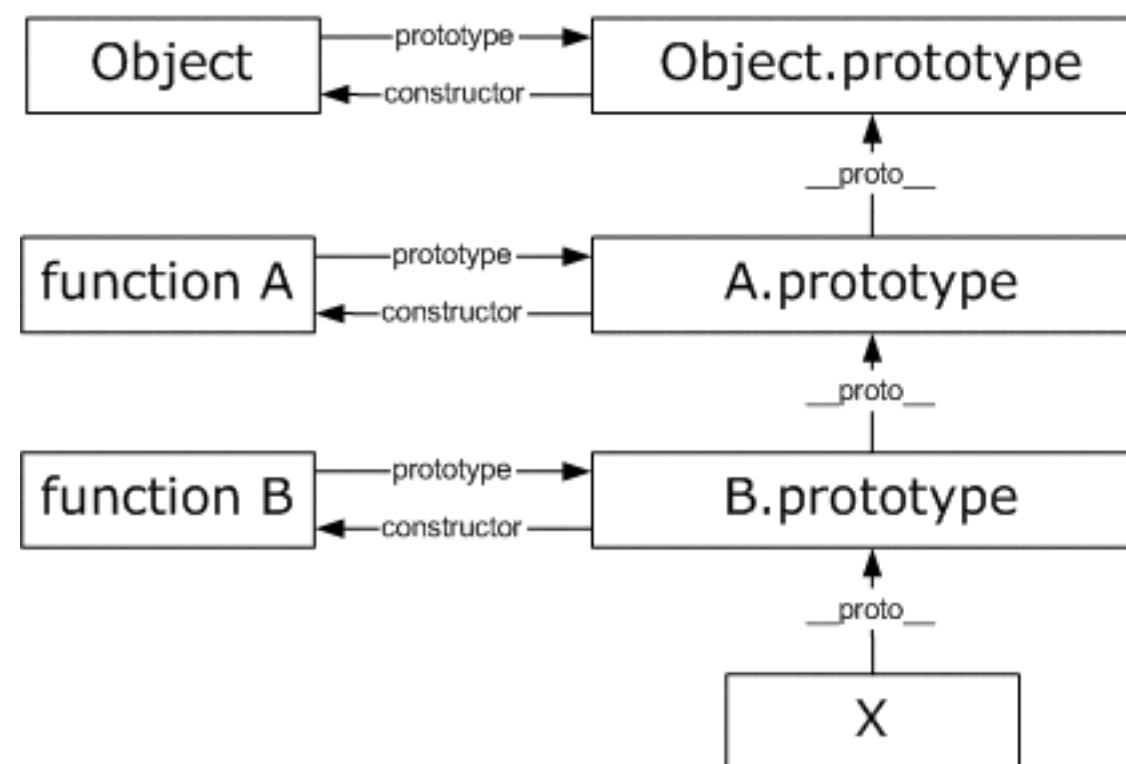 Object
prototype
constructor
Object.prototype
__proto__
function A
prototype
constructor
A.prototype
__proto__
function B
prototype
constructor
B.prototype
__proto__
X